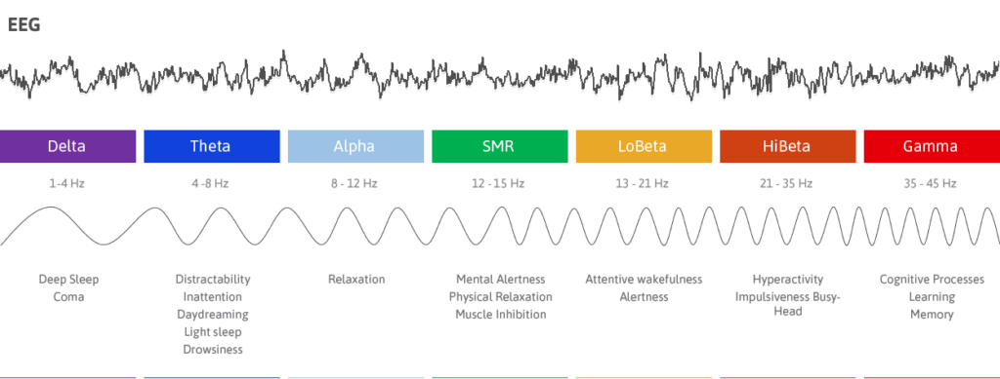 EEG
Delta Theta Alpha SMR LoBeta HiBeta Gamma
1-4 Hz 4 -8 Hz 8 - 12 Hz 12 - 15 Hz 13 - 21 Hz 21 - 35 Hz 35 - 45 Hz
Deep Sleep
Coma
Distractability
Inattention
Daydreaming
Light sleep
Drowsiness
Relaxation
Mental Alertness
Physical Relaxation
Muscle Inhibition
Attentive wakefulness
Alertness
Hyperactivity
Impulsiveness Busy-
Head
Cognitive Processes
Learning
Memory